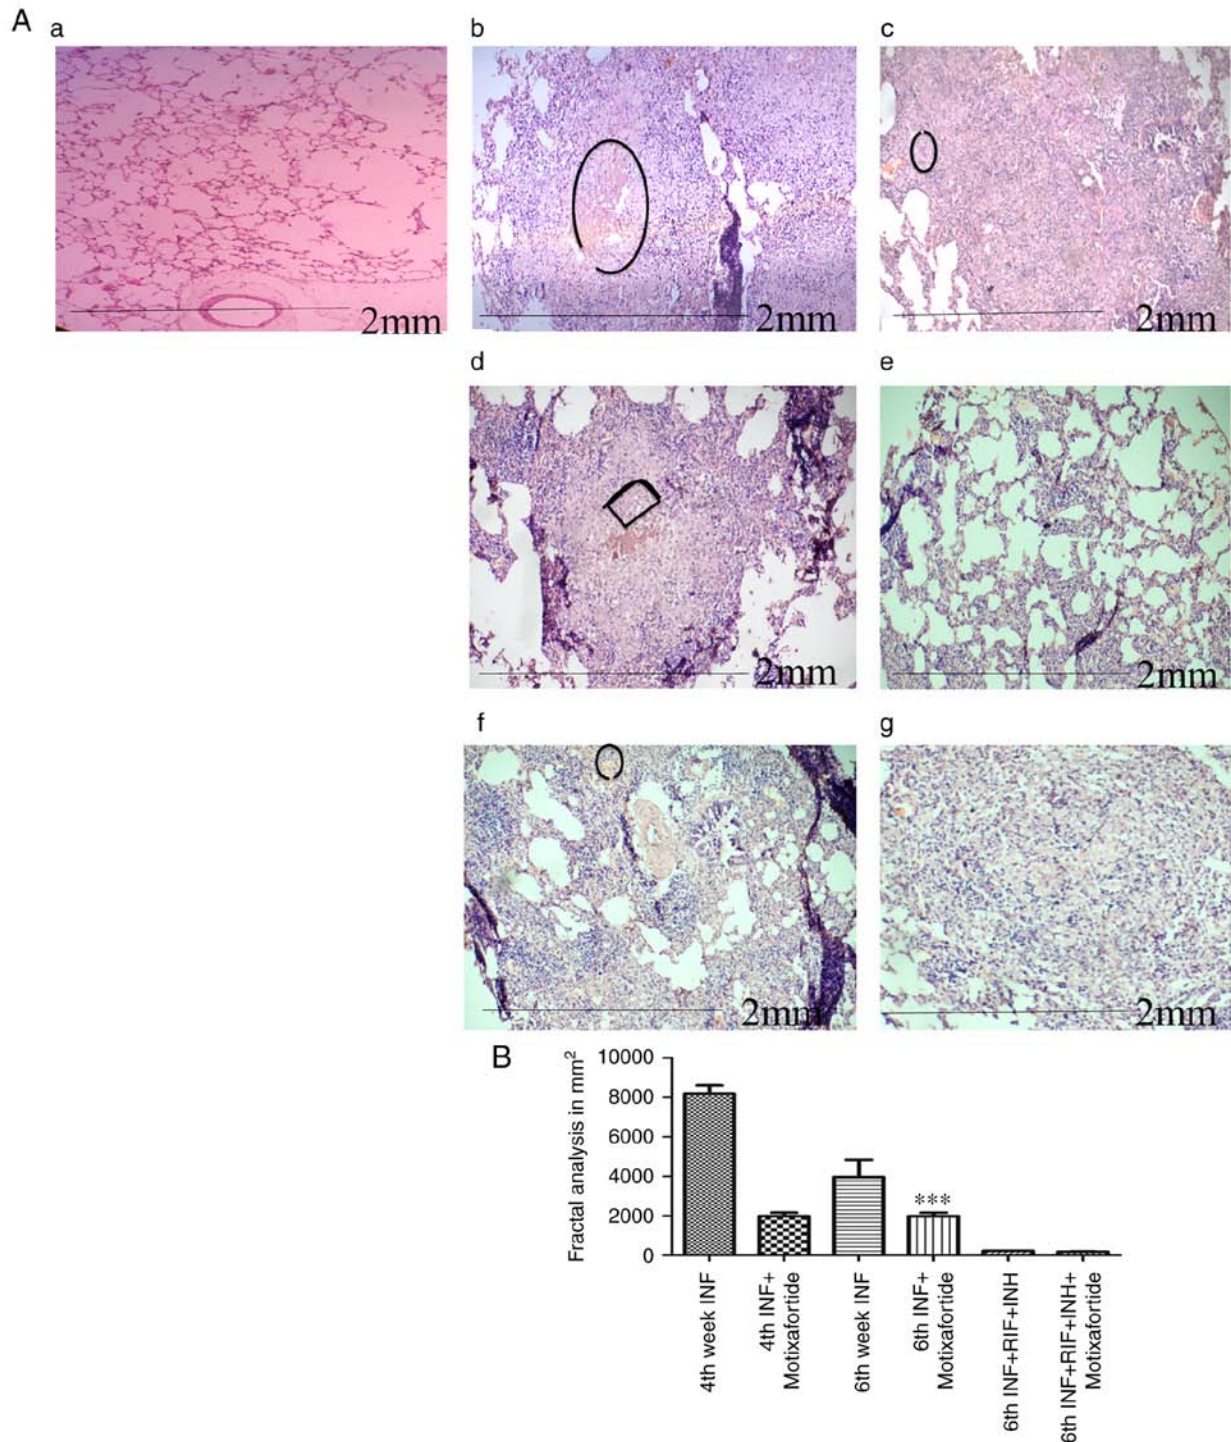 A
a
b
c
2mm
2mm
2mm
d
e
2mm
2mm
f
g
2mm
2mm
B
Fractal analysis in mm²
10000
8000
6000
4000
2000
0
***
4th week INF
4th INF+
Motixafortide
6th week INF
6th INF+
Motixafortide
6th INF+RIF+INH
6th INF+RIF+INH+
Motixafortide